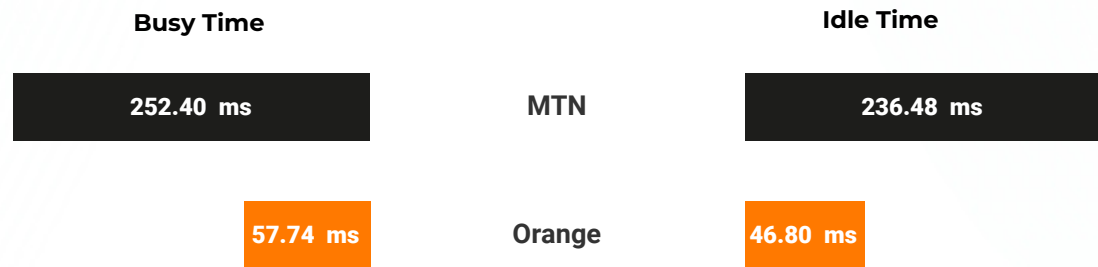 Busy Time
Idle Time
252.40 ms
MTN
236.48 ms
57.74 ms
Orange
46.80 ms